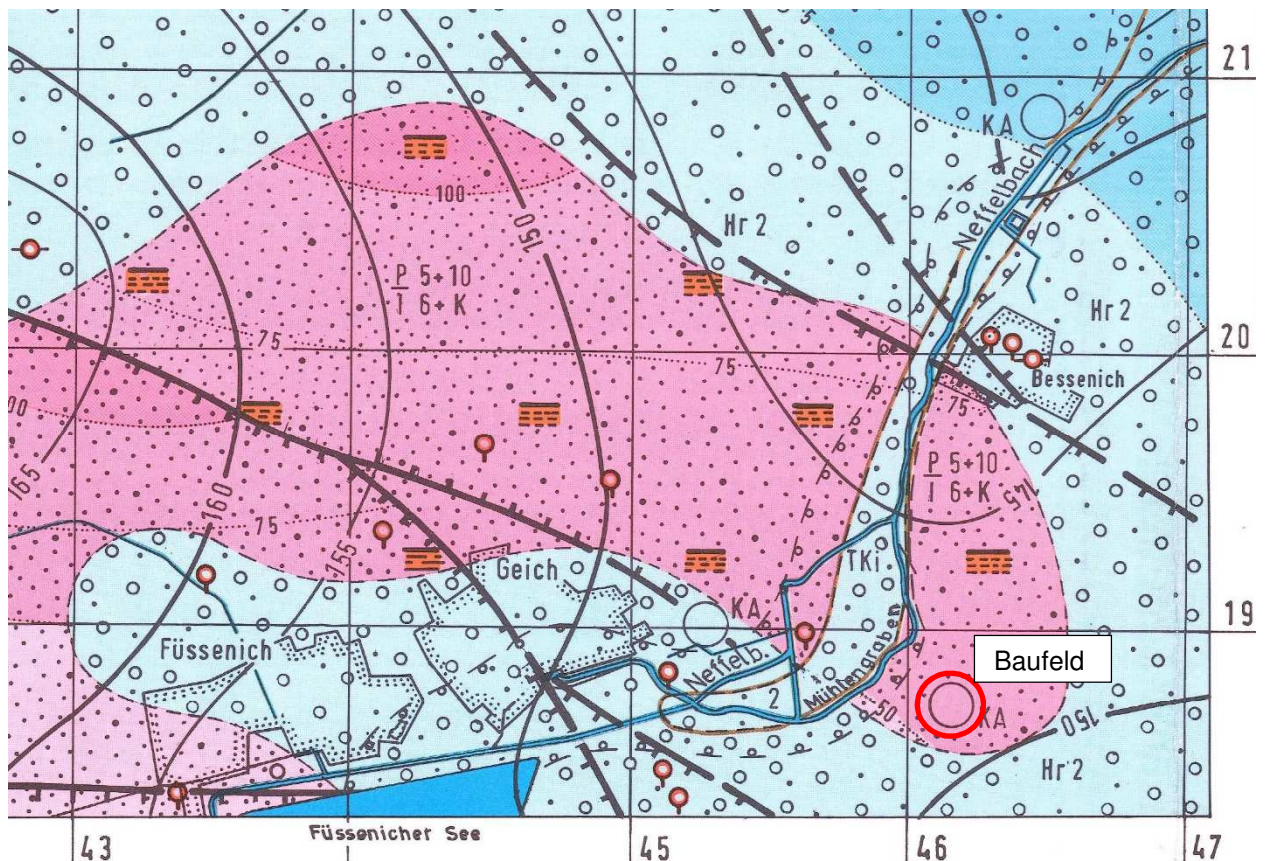 21
KA
Neffelbach
Hr 2
150
100
P 5+10
I 6+K
Hr 2
20
75
75
Bessenich
75
00
165
160
155
75
P 5+10
I 6+K
145
TKi
Geich
KA
19
Füssenich
Neffelb.
Mühlengraben
2
Baufeld
50
KA
150
Hr 2
Füssenicher See
43
45
46
47